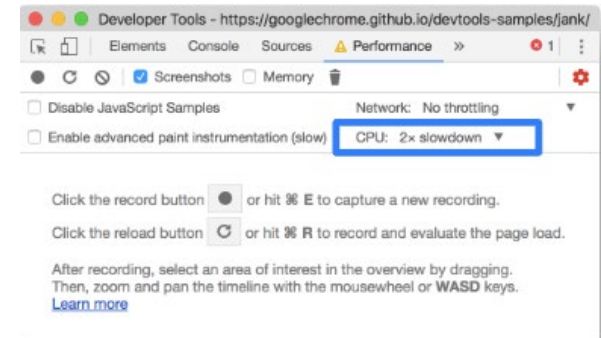 Developer Tools - https://googlechrome.github.io/devtools-samples/jank/
Elements Console Sources Performance » 1
Screenshots Memory
Disable JavaScript Samples Network: No throttling ▼
Enable advanced paint instrumentation (slow) CPU: 2× slowdown ▼
Click the record button or hit ⌘ E to capture a new recording.
Click the reload button or hit ⌘ R to record and evaluate the page load.
After recording, select an area of interest in the overview by dragging.
Then, zoom and pan the timeline with the mousewheel or WASD keys.
Learn more